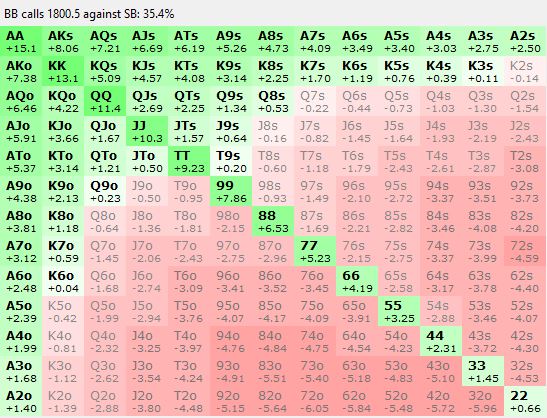 BB calls 1800.5 against SB: 35.4%
AA AKs AQs AJs ATs A9s A8s A7s A6s A5s A4s A3s A2s
+15.1 +8.06 +7.21 +6.69 +6.19 +5.26 +4.73 +4.09 +3.49 +3.40 +3.03 +2.75 +2.50
AKo KK KQs KJs KTs K9s K8s K7s K6s K5s K4s K3s K2s
+7.38 +13.1 +5.09 +4.57 +4.08 +3.14 +2.25 +1.70 +1.19 +0.76 +0.39 +0.11 -0.14
AQo KQo QQ QJs QTs Q9s Q8s Q7s Q6s Q5s Q4s Q3s Q2s
+6.46 +4.22 +11.4 +2.69 +2.25 +1.34 +0.53 -0.22 -0.44 -0.73 -1.03 -1.30 -1.54
AJo KJo QJo JJ JTs J9s J8s J7s J6s J5s J4s J3s J2s
+5.91 +3.66 +1.67 +10.3 +1.57 +0.64 -0.16 -0.82 -1.45 -1.64 -1.93 -2.19 -2.43
ATo KTo QTo JTo TT T9s T8s T7s T6s T5s T4s T3s T2s
+5.37 +3.14 +1.21 +0.50 +9.23 +0.20 -0.60 -1.18 -1.79 -2.43 -2.61 -2.87 -3.08
A9o K9o Q9o J9o T9o 99 98s 97s 96s 95s 94s 93s 92s
+4.38 +2.13 +0.23 -0.50 -0.95 +7.86 -0.93 -1.49 -2.10 -2.72 -3.37 -3.51 -3.73
A8o K8o Q8o J8o T8o 98o 88 87s 86s 85s 84s 83s 82s
+3.81 +1.18 -0.64 -1.36 -1.81 -2.15 +6.53 -1.69 -2.21 -2.82 -3.46 -4.08 -4.20
A7o K7o Q7o J7o T7o 97o 87o 77 76s 75s 74s 73s 72s
+3.12 +0.59 -1.45 -2.06 -2.43 -2.75 -2.96 +5.23 -2.15 -2.75 -3.37 -3.99 -4.59
A6o K6o Q6o J6o T6o 96o 86o 76o 66 65s 64s 63s 62s
+2.48 +0.04 -1.68 -2.74 -3.09 -3.41 -3.52 -3.45 +4.19 -2.58 -3.17 -3.78 -4.40
A5o K5o Q5o J5o T5o 95o 85o 75o 65o 55 54s 53s 52s
+2.39 -0.42 -1.99 -2.94 -3.76 -4.07 -4.17 -4.09 -3.91 +3.25 -2.88 -3.46 -4.07
A4o K4o Q4o J4o T4o 94o 84o 74o 64o 54o 44 43s 42s
+1.99 -0.81 -2.32 -3.25 -3.97 -4.76 -4.84 -4.75 -4.54 -4.23 +2.31 -3.72 -4.30
A3o K3o Q3o J3o T3o 93o 83o 73o 63o 53o 43o 33 32s
+1.68 -1.12 -2.62 -3.54 -4.24 -4.91 -5.51 -5.40 -5.18 -4.83 -5.10 +1.45 -4.53
A2o K2o Q2o J2o T2o 92o 82o 72o 62o 52o 42o 32o 22
+1.40 -1.39 -2.88 -3.80 -4.48 -5.15 -5.64 -6.05 -5.84 -5.48 -5.72 -5.96 +0.66